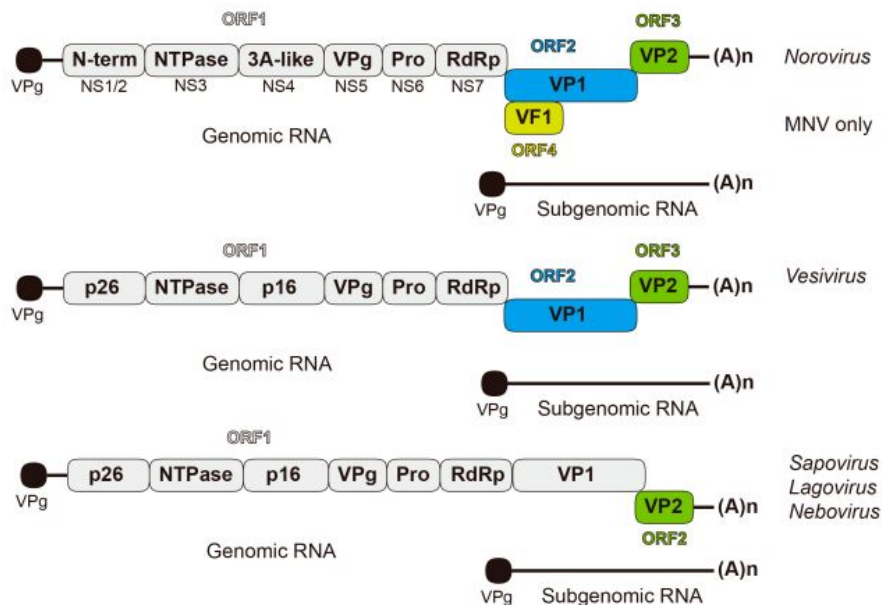 ORF1
ORF3
ORF2
N-term NTPase 3A-like VPg Pro RdRp VP2 (A)n Norovirus
VPg NS1/2 NS3 NS4 NS5 NS6 NS7 VP1
Genomic RNA VF1 MNV only
ORF4
(A)n
VPg Subgenomic RNA
ORF1 ORF3
ORF2
p26 NTPase p16 VPg Pro RdRp VP2 (A)n Vesivirus
VPg VP1
Genomic RNA
(A)n
VPg Subgenomic RNA
ORF1
p26 NTPase p16 VPg Pro RdRp VP1 Sapovirus
Lagovirus
VPg VP2 (A)n Nebovirus
ORF2
Genomic RNA
(A)n
VPg Subgenomic RNA